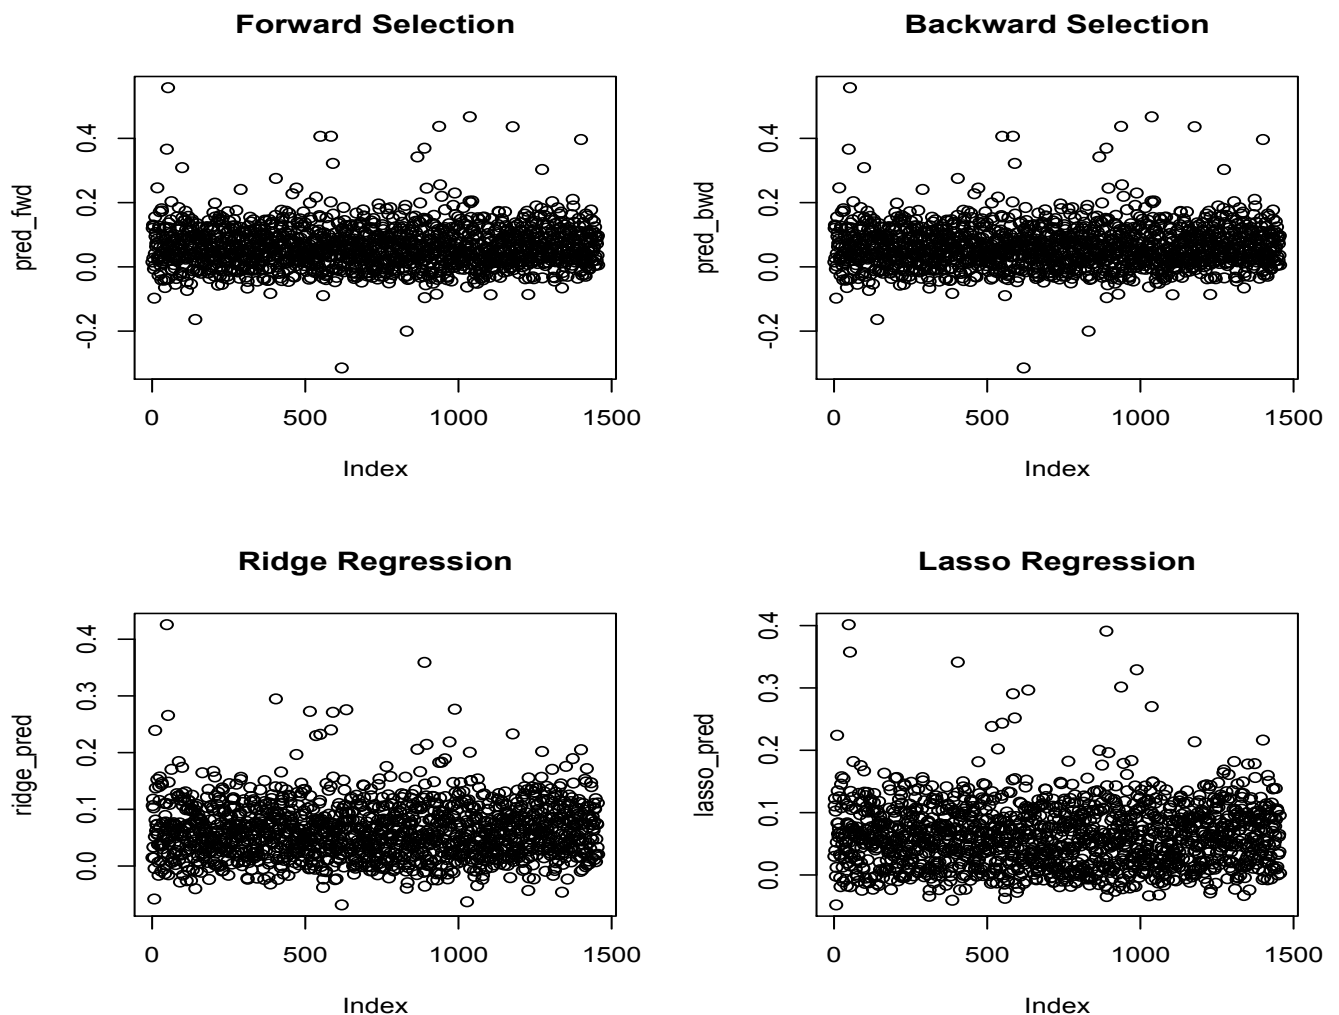 Forward Selection
pred_fwd
0.4
0.2
0.0
-0.2
0 500 1000 1500
Index
Backward Selection
pred_bwd
0.4
0.2
0.0
-0.2
0 500 1000 1500
Index
Ridge Regression
ridge_pred
0.4
0.3
0.2
0.1
0.0
0 500 1000 1500
Index
Lasso Regression
lasso_pred
0.4
0.3
0.2
0.1
0.0
0 500 1000 1500
Index